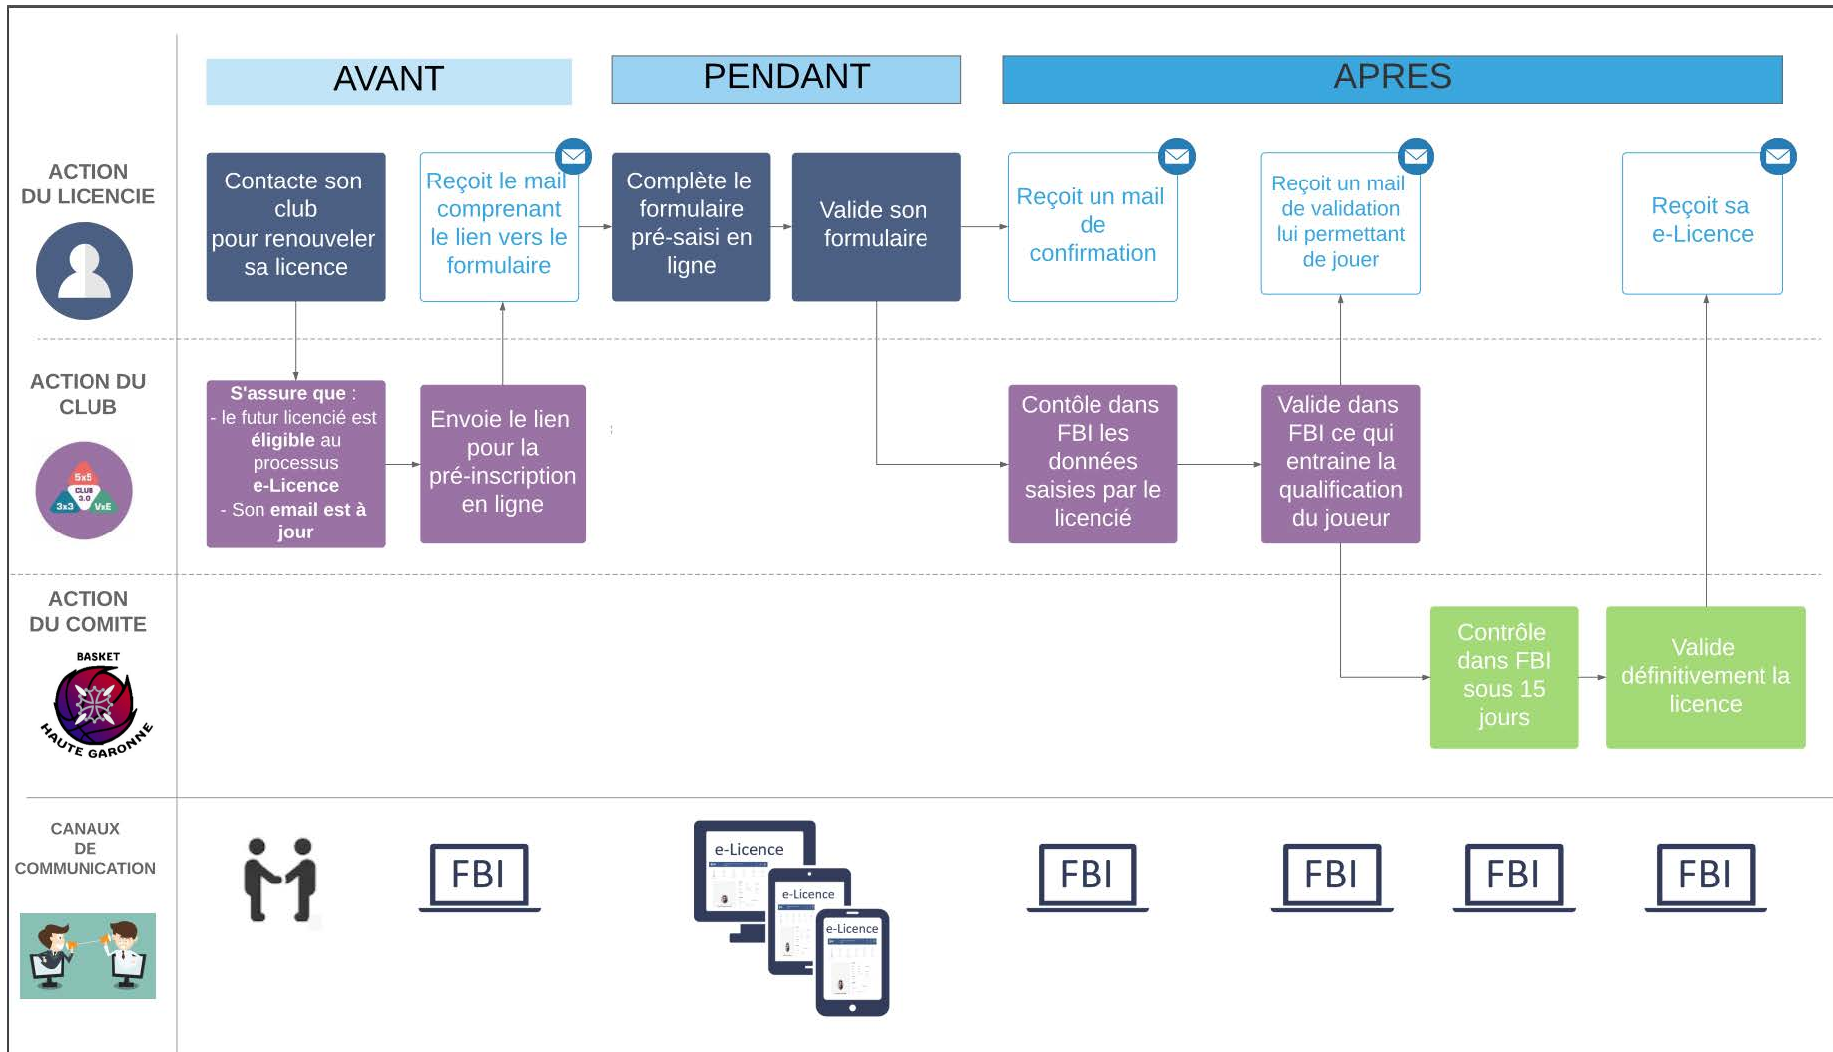 AVANT
PENDANT
APRES
ACTION
DU LICENCIE
Contacte son
club
pour renouveler
sa licence
Reçoit le mail
comprenant
le lien vers le
formulaire
Complète le
formulaire
pré-saisi en
ligne
Valide son
formulaire
Reçoit un mail
de
confirmation
Reçoit un mail
de validation
lui permettant
de jouer
Reçoit sa
e-Licence
ACTION DU
CLUB
5x5
CLUB
3.0
3x3
VxE
S'assure que :
- le futur licencié est
éligible au
processus
e-Licence
- Son email est à
jour
Envoie le lien
pour la
pré-inscription
en ligne
Contôle dans
FBI les
données
saisies par le
licencié
Valide dans
FBI ce qui
entraine la
qualification
du joueur
ACTION
DU COMITE
BASKET
HAUTE GARONNE
Contrôle
dans FBI
sous 15
jours
Valide
définitivement la
licence
CANAUX
DE
COMMUNICATION
FBI
e-Licence
e-Licence
e-Licence
FBI
FBI
FBI
FBI